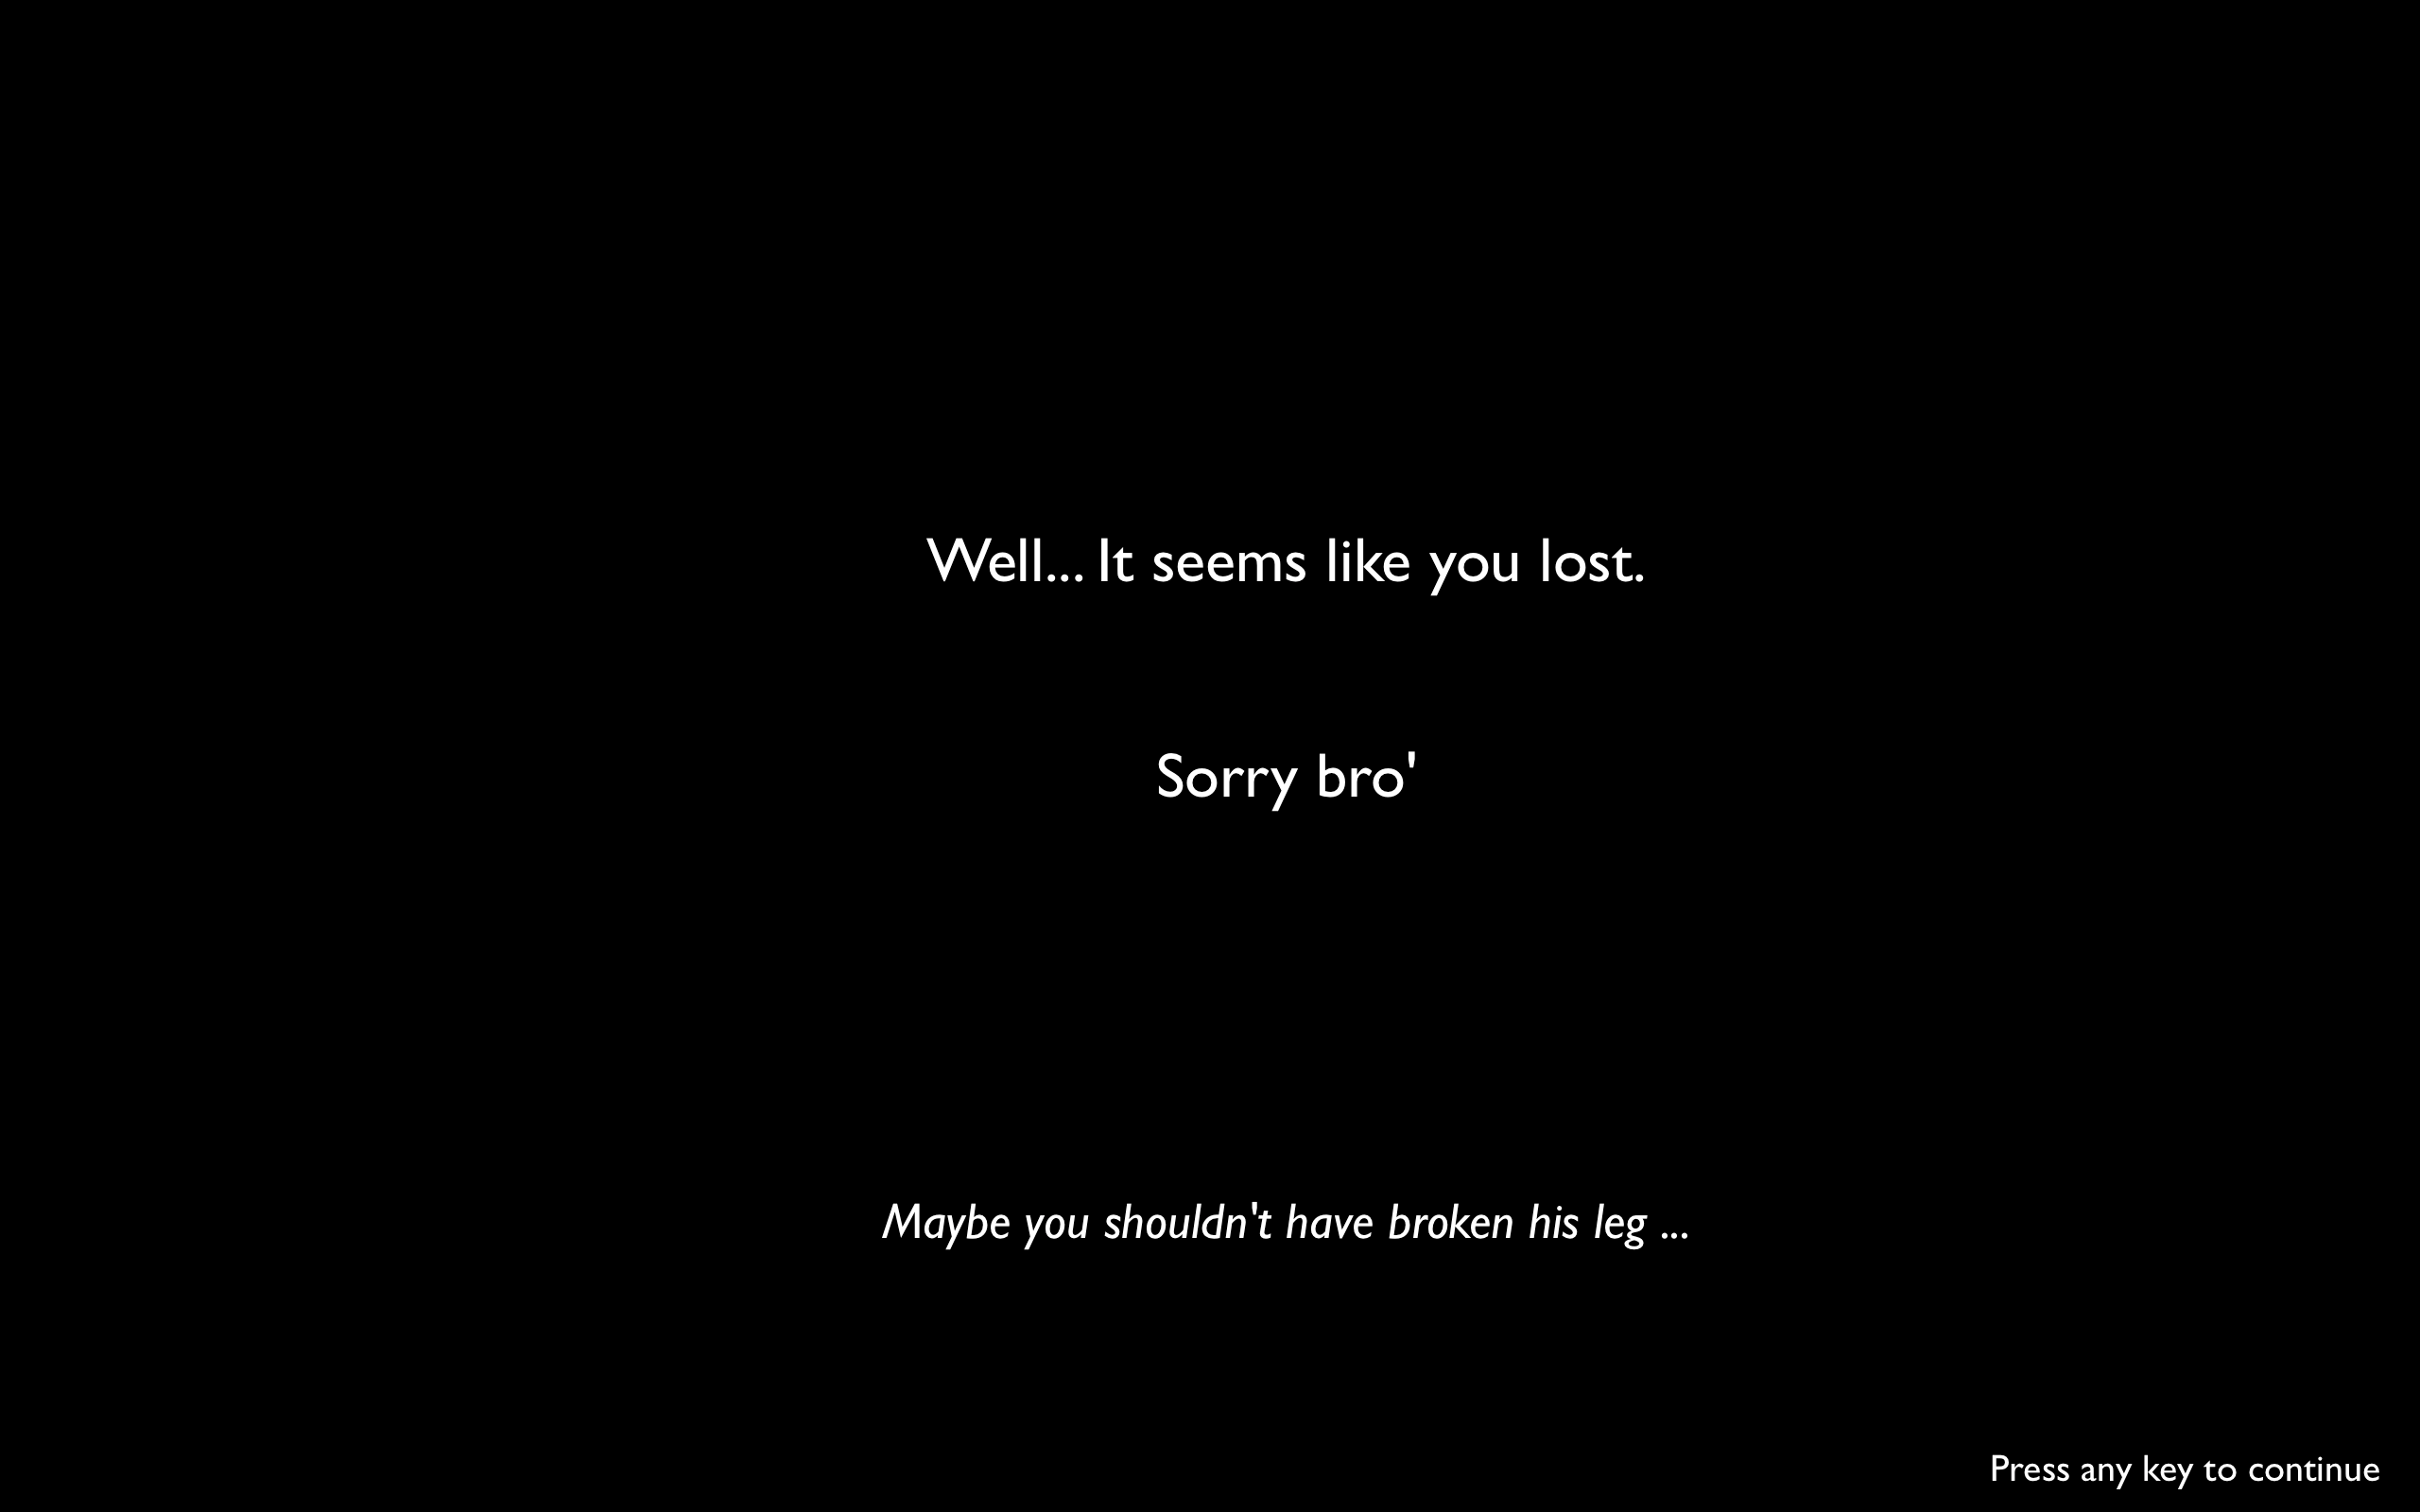 Well... It seems like you lost.
Sorry bro'
Maybe you shouldn't have broken his leg ...
Press any key to continue